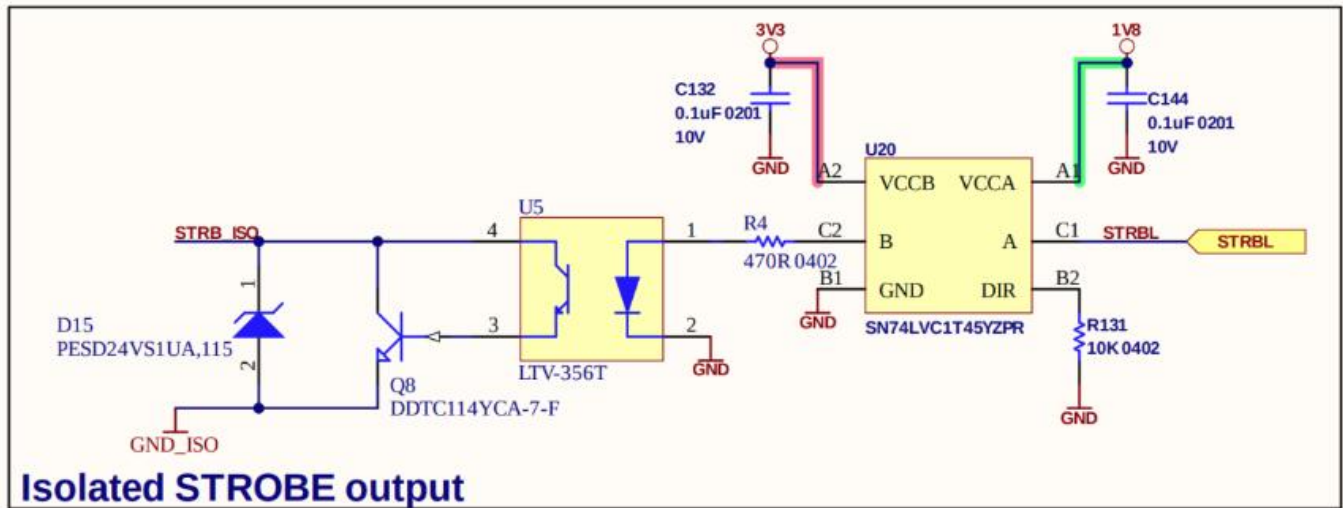 3V3
1V8
C132
0.1uF 0201
10V
C144
0.1uF 0201
10V
GND
GND
U20
A2
VCCB
VCCA
A1
U5
STRB_ISO
4
1
R4
470R 0402
C2
B
A
C1
STRBL
STRBL
B1
GND
DIR
B2
GND
1
D15
PESD24VS1UA,115
2
3
2
GND
SN74LVC1T45YZPR
R131
10K 0402
LTV-356T
Q8
DDTC114YCA-7-F
GND
GND_ISO
Isolated STROBE output